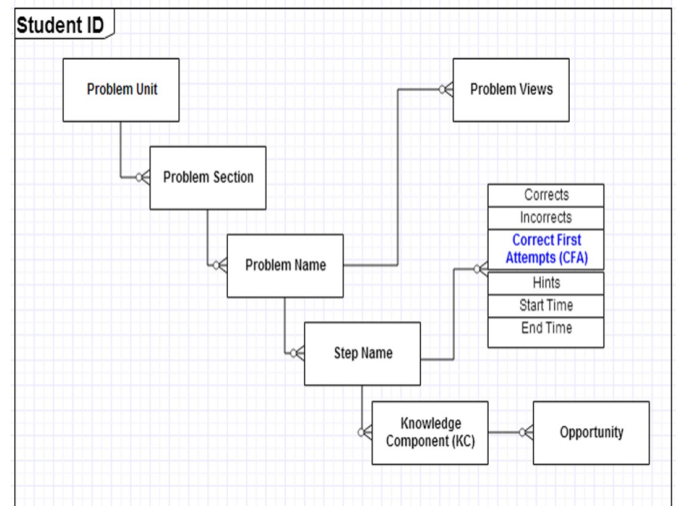 Student ID
Problem Unit
Problem Views
Problem Section
Corrects
Incorrects
Correct First
Attempts (CFA)
Hints
Start Time
End Time
Problem Name
Step Name
Knowledge
Component (KC)
Opportunity